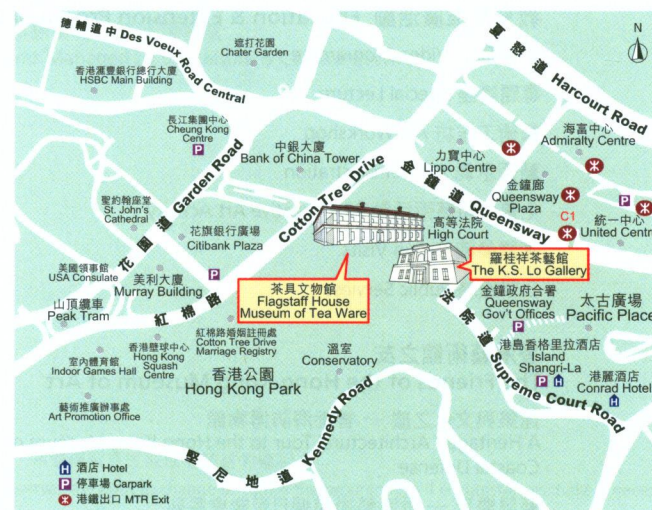 德輔道中 Des Voeux Road Central
遮打花園
Chater Garden
香港滙豐銀行總行大廈
HSBC Main Building
夏慤道 Harcourt Road
N
長江集團中心
Cheung Kong
Centre
P
中銀大廈
Bank of China Tower
力寶中心
Lippo Centre
海富中心
Admiralty Centre
金鐘道 Queensway
金鐘廊
Queensway
Plaza
C1
P
統一中心
United Centr
聖約翰座堂
St. John's
Cathedral
花園道 Garden Road
花旗銀行廣場
Citibank Plaza
紅棉路 Cotton Tree Drive
高等法院
High Court
羅桂祥茶藝館
The K.S. Lo Gallery
美國領事館
USA Consulate
美利大廈
Murray Building
P
茶具文物館
Flagstaff House
Museum of Tea Ware
山頂纜車
Peak Tram
金鐘政府合署
Queensway
Gov't Offices
P
太古廣場
Pacific Place
紅棉路婚姻註冊處
Cotton Tree Drive
Marriage Registry
香港壁球中心
Hong Kong
Squash
Centre
室內體育館
Indoor Games Hall
溫室
Conservatory
香港公園
Hong Kong Park
港島香格里拉酒店
Island
Shangri-La
P H
港麗酒店
Conrad Hotel
H
法院道 Supreme Court Road
藝術推廣辦事處
Art Promotion Office
堅尼地道 Kennedy Road
H 酒店 Hotel
P 停車場 Carpark
港鐵出口 MTR Exit